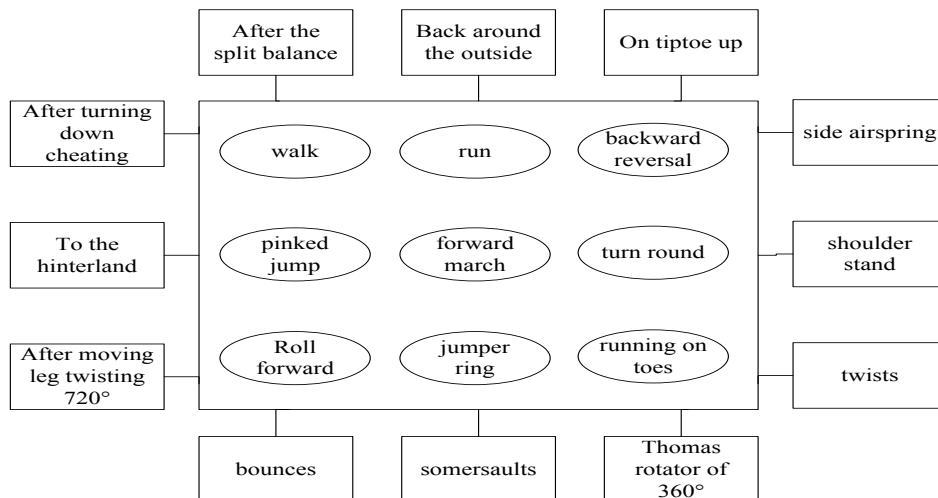 After the
split balance
Back around
the outside
On tiptoe up
After turning
down
cheating
walk
run
backward
reversal
side airspring
To the
hinterland
pinked
jump
forward
march
turn round
shoulder
stand
After moving
leg twisting
720°
Roll
forward
jumper
ring
running on
toes
twists
bounces
somersaults
Thomas
rotator of
360°